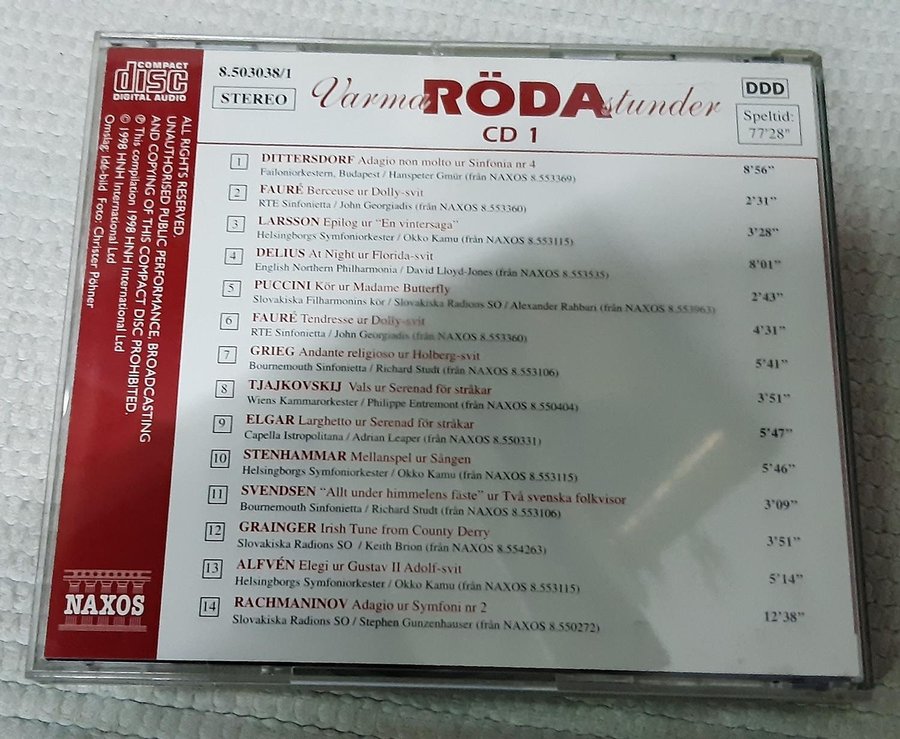 COMPACT
disc
DIGITAL AUDIO
8.503038/1
STEREO
Varma RÖDA stunder
CD 1
DDD
Speltid:
77'28"
1 DITTERSDORF Adagio non molto ur Sinfonia nr 4 8'56"
Failoniorkestern, Budapest / Hanspeter Gmür (från NAXOS 8.553369)
2 FAURÉ Berceuse ur Dolly-svit 2'31"
RTE Sinfonietta / John Georgiadis (från NAXOS 8.553360)
3 LARSSON Epilog ur "En vintersaga" 3'28"
Helsingborgs Symfoniorkester / Okko Kamu (från NAXOS 8.553115)
4 DELIUS At Night ur Florida-svit 8'01"
English Northern Philharmonia / David Lloyd-Jones (från NAXOS 8.553535)
5 PUCCINI Kör ur Madame Butterfly 2'43"
Slovakiska Filharmonins kör / Slovakiska Radions SO / Alexander Rahbari (från NAXOS 8.553963)
6 FAURÉ Tendresse ur Dolly-svit 4'31"
RTE Sinfonietta / John Georgiadis (från NAXOS 8.553360)
7 GRIEG Andante religioso ur Holberg-svit 5'41"
Bournemouth Sinfonietta / Richard Studt (från NAXOS 8.553106)
8 TJAJKOVSKIJ Vals ur Serenad för stråkar 3'51"
Wiens Kammarorkester / Philippe Entremont (från NAXOS 8.550404)
9 ELGAR Larghetto ur Serenad för stråkar 5'47"
Capella Istropolitana / Adrian Leaper (från NAXOS 8.550331)
10 STENHAMMAR Mellanspel ur Sången 5'46"
Helsingborgs Symfoniorkester / Okko Kamu (från NAXOS 8.553115)
11 SVENDSEN "Allt under himmelens fäste" ur Två svenska folkvisor 3'09"
Bournemouth Sinfonietta / Richard Studt (från NAXOS 8.553106)
12 GRAINGER Irish Tune from County Derry 3'51"
Slovakiska Radions SO / Keith Brion (från NAXOS 8.554263)
13 ALFVÉN Elegi ur Gustav II Adolf-svit 5'14"
Helsingborgs Symfoniorkester / Okko Kamu (från NAXOS 8.553115)
14 RACHMANINOV Adagio ur Symfoni nr 2 12'38"
Slovakiska Radions SO / Stephen Gunzenhauser (från NAXOS 8.550272)
ALL RIGHTS RESERVED.
UNAUTHORISED PUBLIC PERFORMANCE, BROADCASTING
AND COPYING OF THIS COMPACT DISC PROHIBITED.
℗ This compilation 1998 HNH International Ltd
© 1998 HNH International Ltd
Omslag: Idé-bild Foto: Christer Pöhner
NAXOS